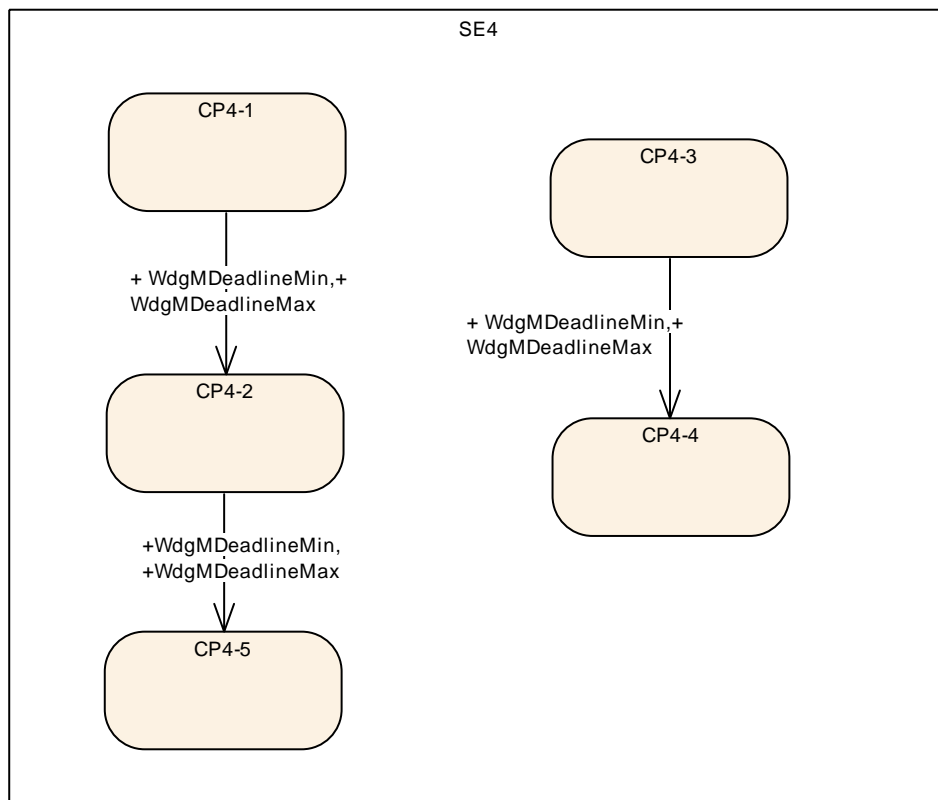 SE4
CP4-1
+ WdgMDeadlineMin,+
WdgMDeadlineMax
CP4-2
+WdgMDeadlineMin,
+WdgMDeadlineMax
CP4-5
CP4-3
+ WdgMDeadlineMin,+
WdgMDeadlineMax
CP4-4